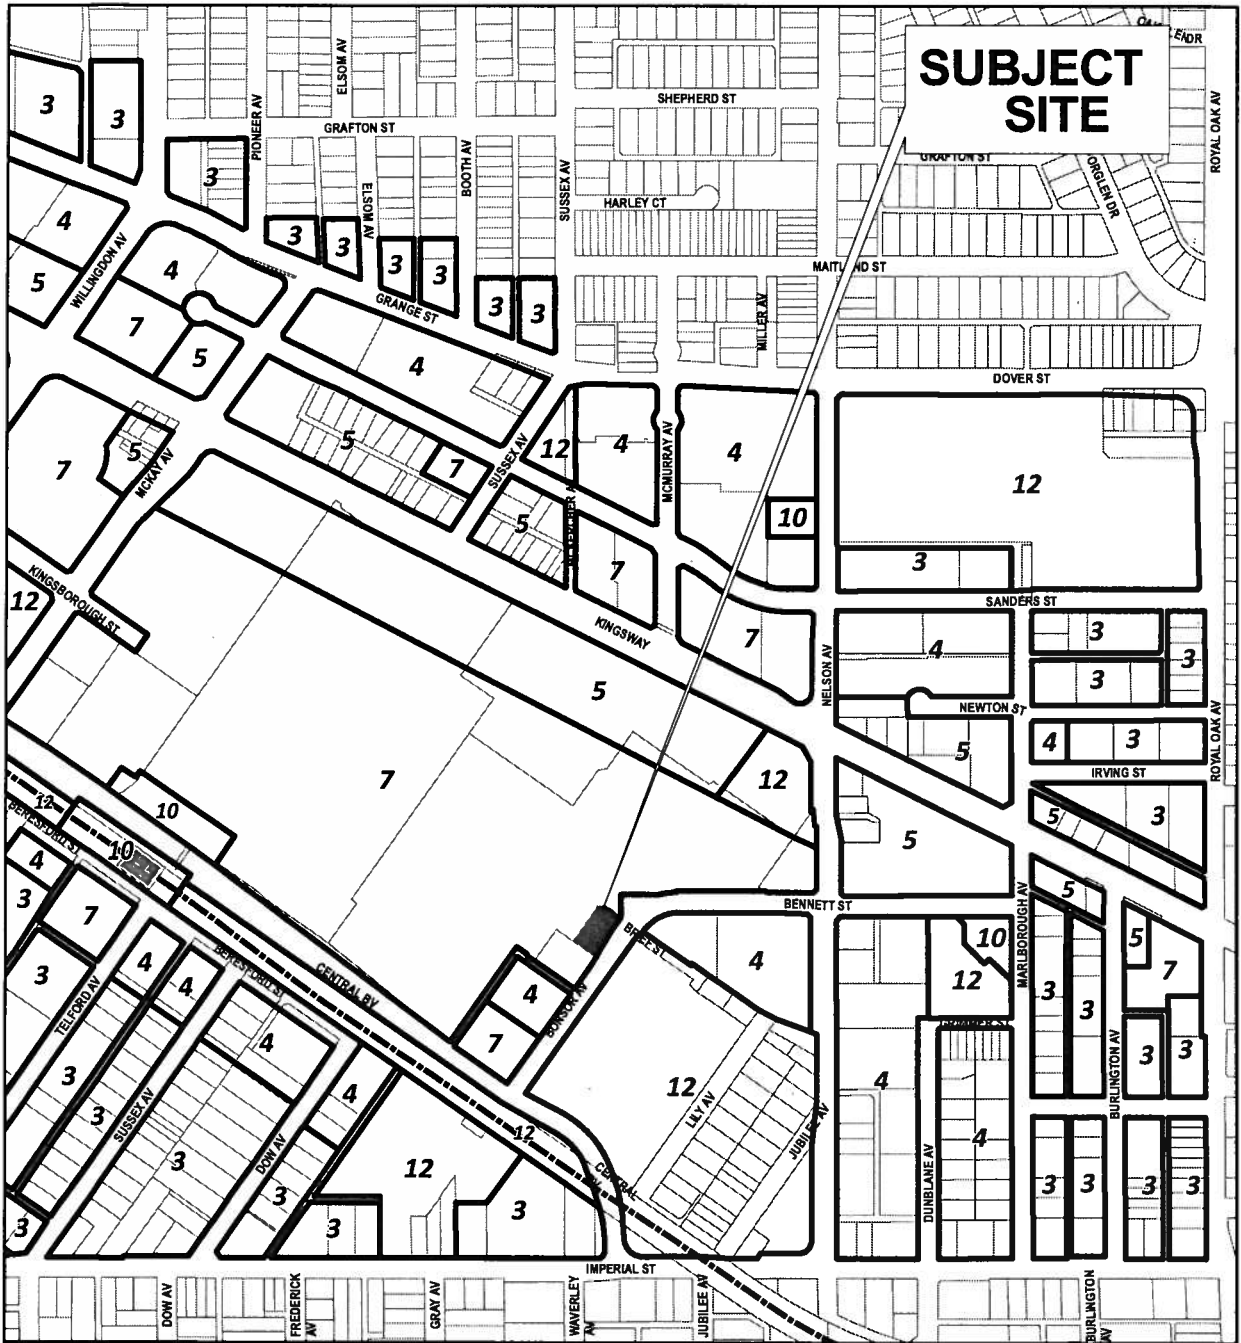 SUBJECT
SITE
ROYAL OAK AV
SHEPHERD ST
ELSOM AV
PIONEER AV
GRAFTON ST
BOOTH AV
SUSSEX AV
GRAFTON ST
HARLEY CT
ELSOM AV
3
3
3
3
3
3
3
3
3
4
WILLINGDON AV
4
5
MAITLAND ST
GRANGE ST
MILLER AV
7
5
4
DOVER ST
5
7
SUSSEX AV
12
4
MCMURRAY AV
4
12
7
5
MCKAY AV
10
5
7
3
SANDERS ST
KINGSBOROUGH ST
12
KINGSWAY
7
NELSON AV
4
3
3
3
5
NEWTON ST
5
4
3
ROYAL OAK AV
IRVING ST
7
12
12
10
BERESFORD ST
10
5
5
3
4
3
7
BENNETT ST
MARLBOROUGH AV
5
10
5
7
BRIEF ST
4
12
3
3
3
TELFORD AV
4
4
BERESFORD ST
CENTRAL BV
4
7
BONSOR AV
4
3
SUSSEX AV
3
3
DOW AV
4
3
12
12
12
LILY AV
JUBILEE AV
CENTRAL
4
DUNBLANE AV
4
BURLINGTON AV
3
3
3
3
3
3
3
3
3
IMPERIAL ST
DOW AV
FREDERICK
AV
GRAY AV
WAVERLEY
AV
JUBILEE AV
BURLINGTON
AV